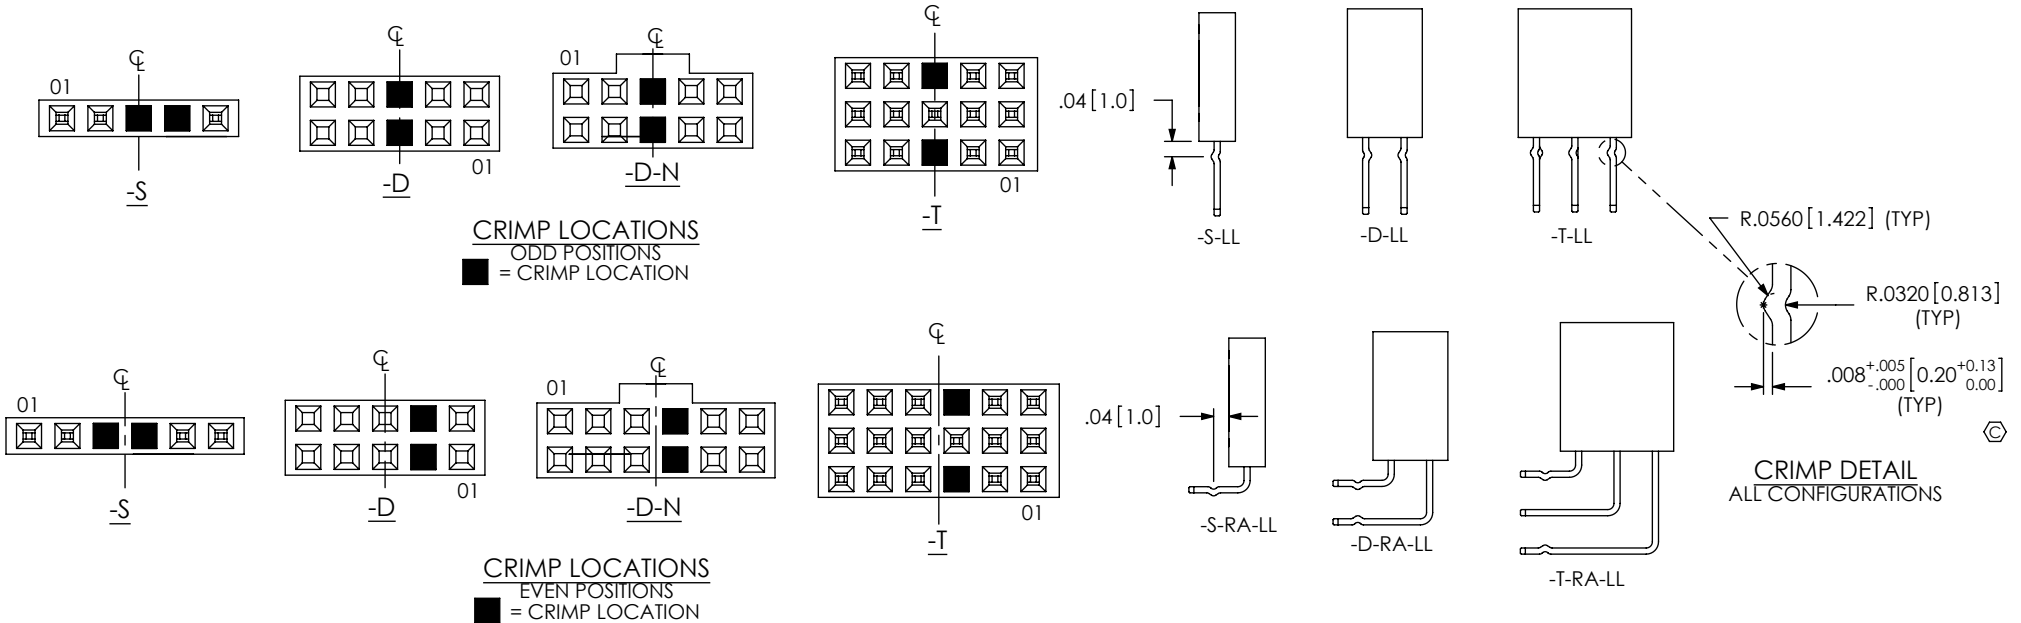 ℄
01
-S
℄
-D
01
℄
01
-D-N
℄
01
-T
CRIMP LOCATIONS
ODD POSITIONS
= CRIMP LOCATION
.04[1.0]
-S-LL
-D-LL
-T-LL
R.0560[1.422] (TYP)
R.0320[0.813]
(TYP)
.008+.005 -.000 [0.20+0.13 0.00]
(TYP)
C
CRIMP DETAIL
ALL CONFIGURATIONS
℄
01
-S
℄
01
-D
℄
01
-D-N
℄
01
-T
CRIMP LOCATIONS
EVEN POSITIONS
= CRIMP LOCATION
.04[1.0]
-S-RA-LL
-D-RA-LL
-T-RA-LL